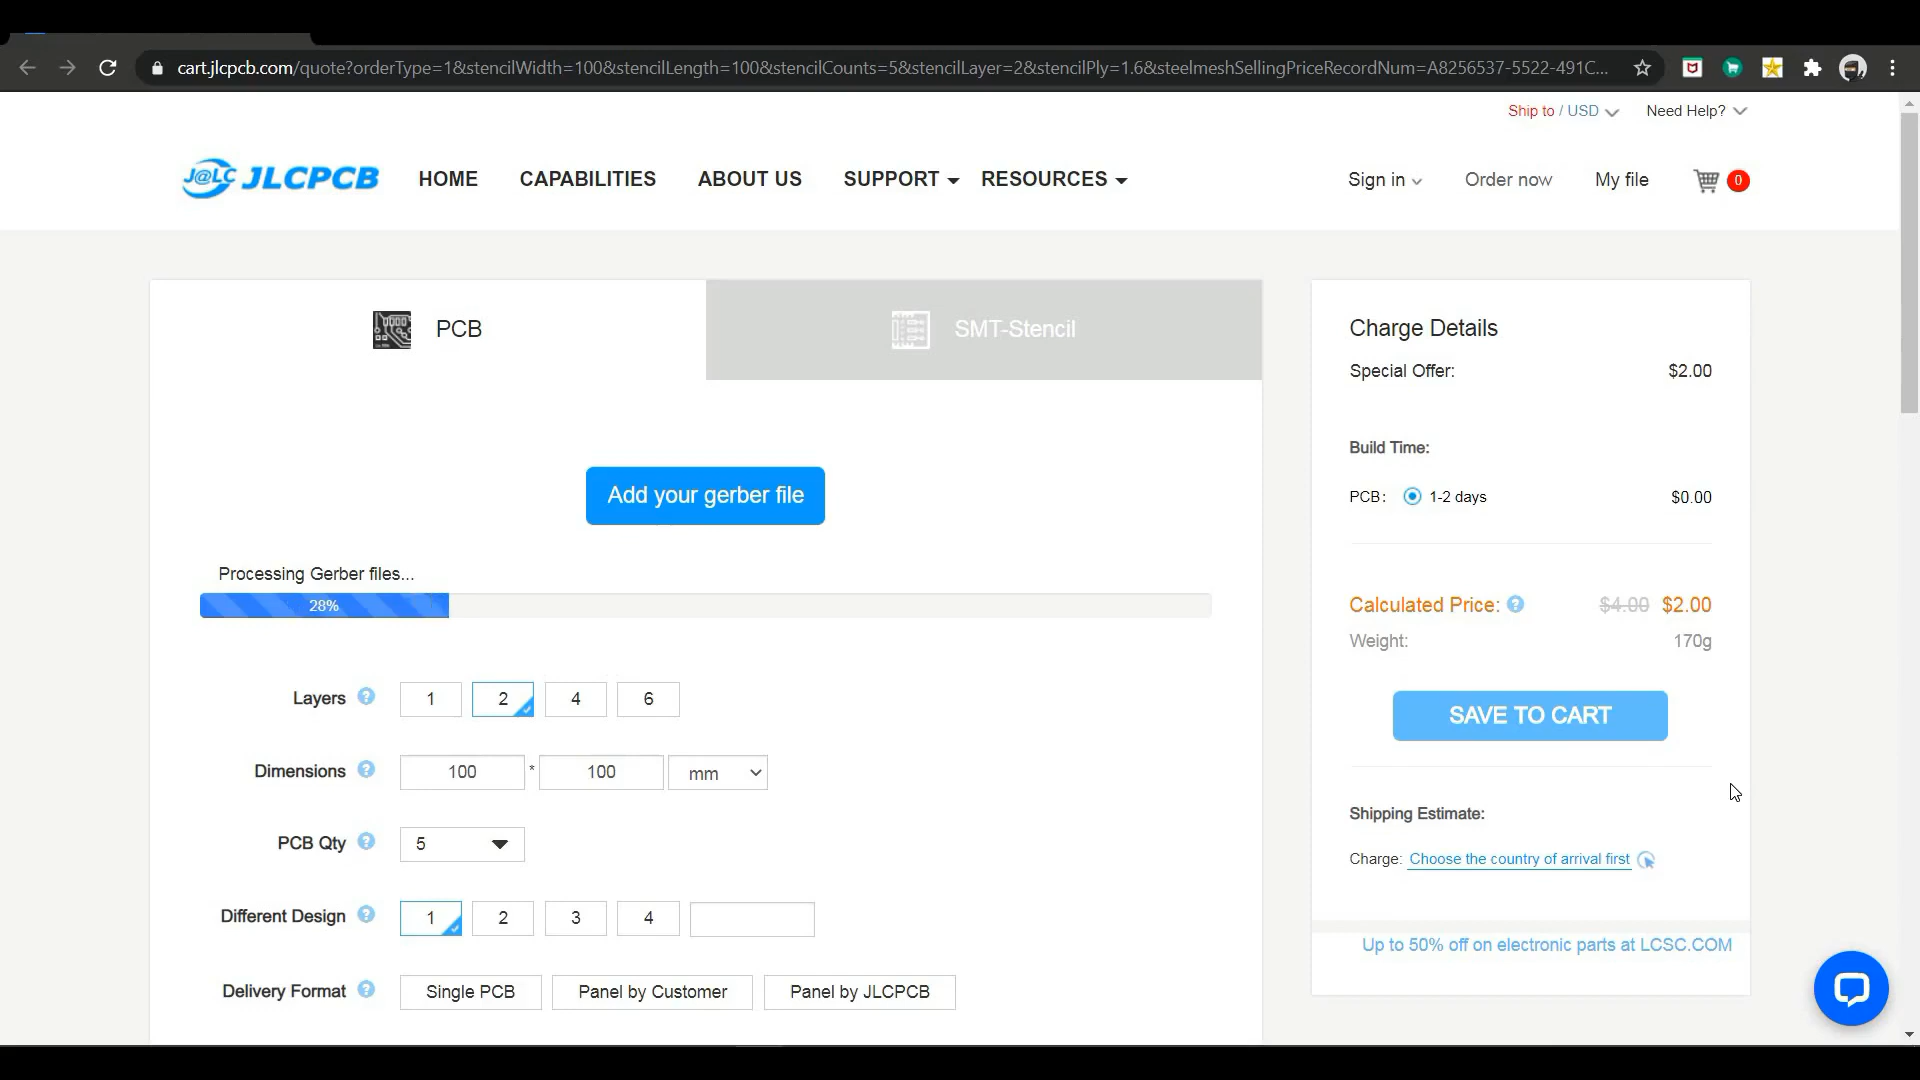 cart.jlcpcb.com/quote?orderType=1&stencilWidth=100&stencilLength=100&stencilCounts=5&stencilLayer=2&stencilPly=1.6&steelmeshSellingPriceRecordNum=A8256537-5522-491C...
Ship to / USD Need Help?
J@LC JLCPCB HOME CAPABILITIES ABOUT US SUPPORT RESOURCES Sign in Order now My file 0
PCB SMT-Stencil
Add your gerber file
Processing Gerber files...
28%
Layers ? 1 2 4 6
Dimensions ? 100 * 100 mm
PCB Qty ? 5
Different Design ? 1 2 3 4
Delivery Format ? Single PCB Panel by Customer Panel by JLCPCB
Charge Details
Special Offer: $2.00
Build Time:
PCB: 1-2 days $0.00
Calculated Price: ? $4.00 $2.00
Weight: 170g
SAVE TO CART
Shipping Estimate:
Charge: Choose the country of arrival first
Up to 50% off on electronic parts at LCSC.COM